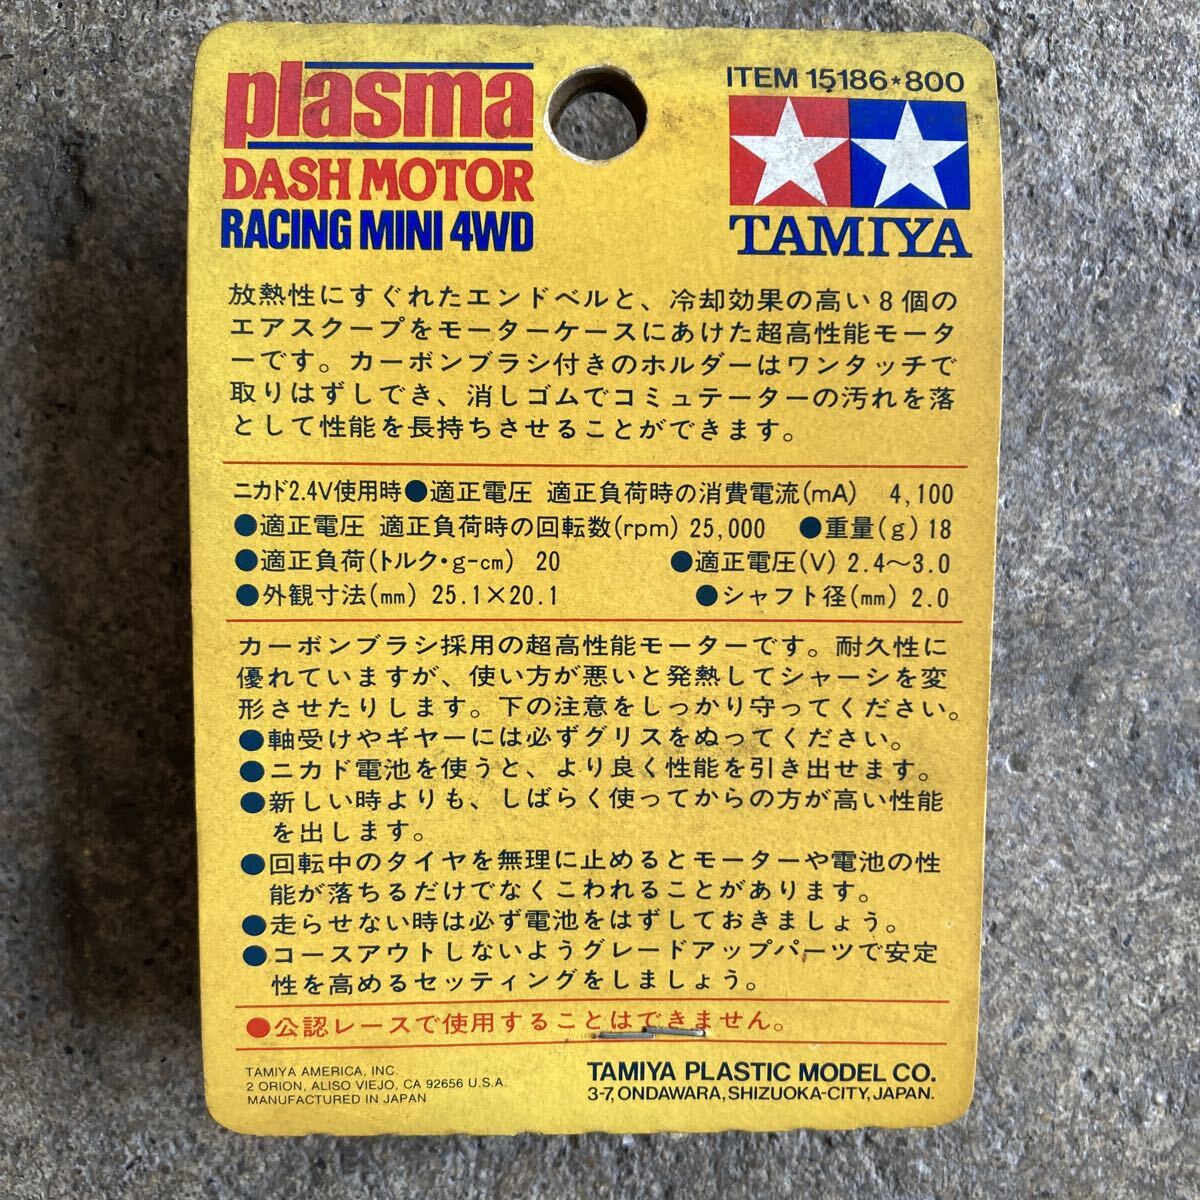 plasma
DASH MOTOR
RACING MINI 4WD
ITEM 15186★800
TAMIYA
放熱性にすぐれたエンドベルと、冷却効果の高い8個の
エアスクープをモーターケースにあけた超高性能モータ
ーです。カーボンブラシ付きのホルダーはワンタッチで
取りはずしでき、消しゴムでコミュテーターの汚れを落
として性能を長持ちさせることができます。
ニカド2.4V使用時●適正電圧 適正負荷時の消費電流(mA) 4,100
●適正電圧 適正負荷時の回転数(rpm) 25,000 ●重量(g) 18
●適正負荷(トルク・g-cm) 20 ●適正電圧(V) 2.4〜3.0
●外観寸法(mm) 25.1×20.1 ●シャフト径(mm) 2.0
カーボンブラシ採用の超高性能モーターです。耐久性に
優れていますが、使い方が悪いと発熱してシャーシを変
形させたりします。下の注意をしっかり守ってください。
●軸受けやギヤーには必ずグリスをぬってください。
●ニカド電池を使うと、より良く性能を引き出せます。
●新しい時よりも、しばらく使ってからの方が高い性能
を出します。
●回転中のタイヤを無理に止めるとモーターや電池の性
能が落ちるだけでなくこわれることがあります。
●走らせない時は必ず電池をはずしておきましょう。
●コースアウトしないようグレードアップパーツで安定
性を高めるセッティングをしましょう。
●公認レースで使用することはできません。
TAMIYA AMERICA, INC.
2 ORION, ALISO VIEJO, CA 92656 U.S.A.
MANUFACTURED IN JAPAN
TAMIYA PLASTIC MODEL CO.
3-7, ONDAWARA, SHIZUOKA-CITY, JAPAN.